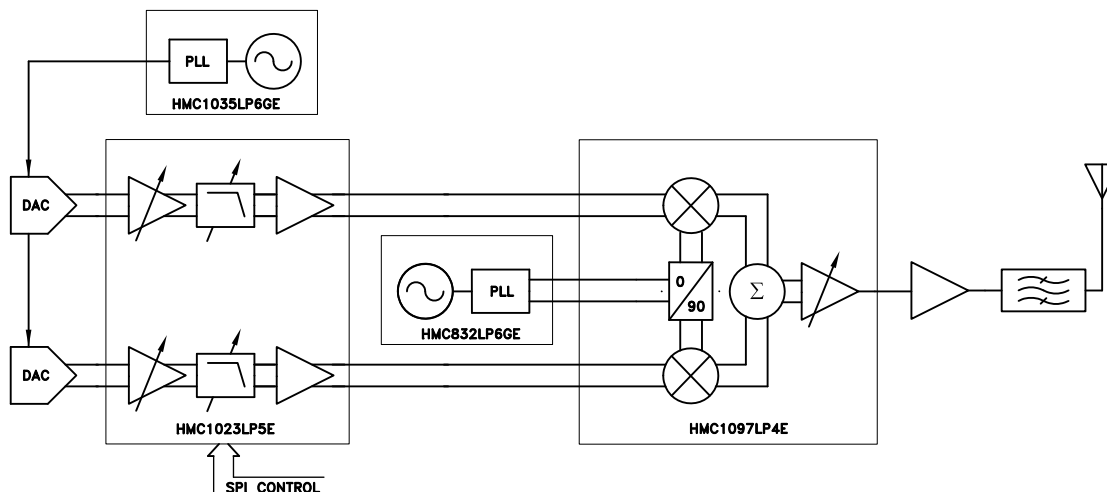 PLL
HMC1035LP6GE
DAC
PLL
0
90
Σ
HMC832LP6GE
DAC
HMC1023LP5E
HMC1097LP4E
SPI CONTROL